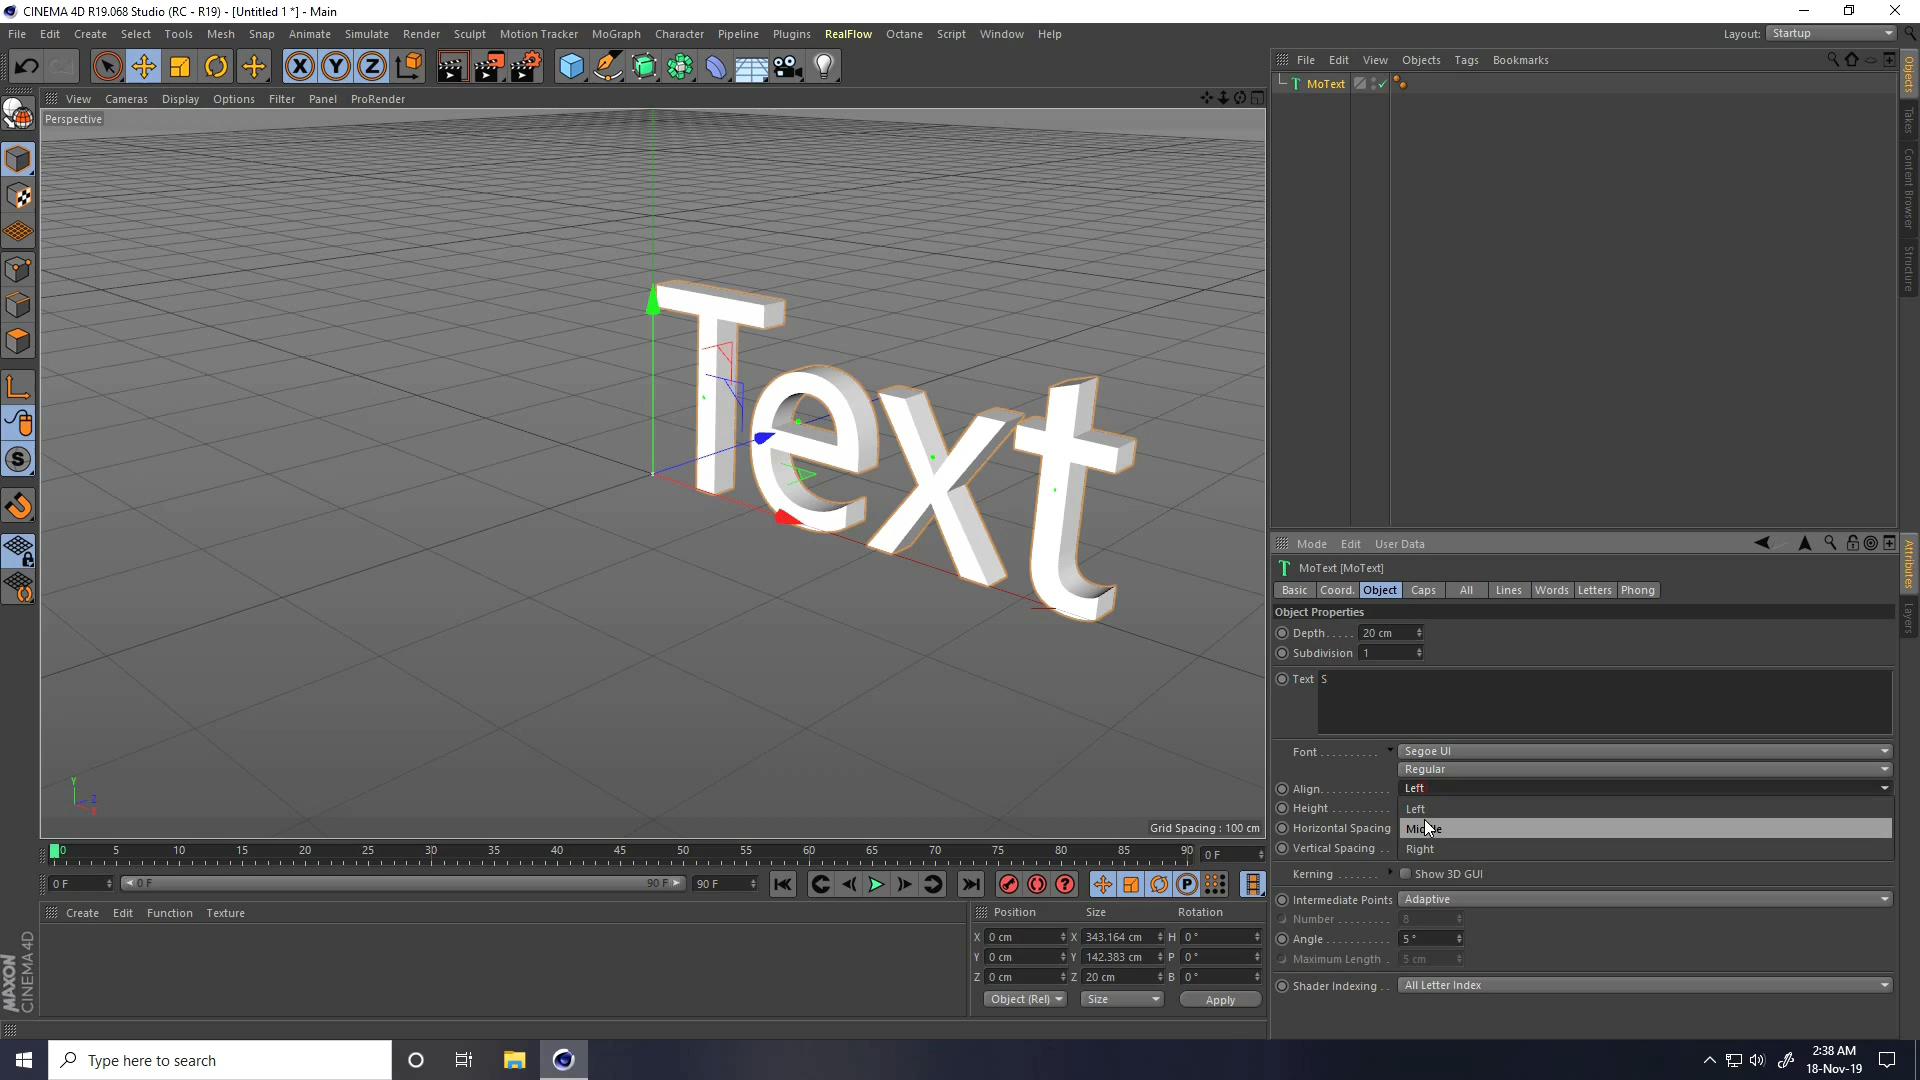 CINEMA 4D R19.068 Studio (RC - R19) - [Untitled 1 *] - Main
File Edit Create Select Tools Mesh Snap Animate Simulate Render Sculpt Motion Tracker MoGraph Character Pipeline Plugins RealFlow Octane Script Window Help
Layout: Startup
X Y Z
File Edit View Objects Tags Bookmarks
MoText
Objects
Takes
Content Browser
Structure
View Cameras Display Options Filter Panel ProRender
Perspective
Text
Y
Z
X
Grid Spacing : 100 cm
S
Mode Edit User Data
MoText [MoText]
Basic Coord. Object Caps All Lines Words Letters Phong
Object Properties
Depth..... 20 cm
Subdivision 1
Text S
Font.......... Segoe UI
Regular
Align............ Left
Height.......... Left
Horizontal Spacing Middle
Vertical Spacing .. Right
Kerning ....... Show 3D GUI
Intermediate Points Adaptive
Number.......... 8
Angle........... 5 °
Maximum Length . 5 cm
Shader Indexing .. All Letter Index
Attributes
Layers
0 5 10 15 20 25 30 35 40 45 50 55 60 65 70 75 80 85 90 0 F
0 F 0 F 90 F 90 F
P
Create Edit Function Texture
Position Size Rotation
X 0 cm X 343.164 cm H 0 °
Y 0 cm Y 142.383 cm P 0 °
Z 0 cm Z 20 cm B 0 °
Object (Rel) Size Apply
MAXON
CINEMA 4D
Type here to search
2:38 AM
18-Nov-19